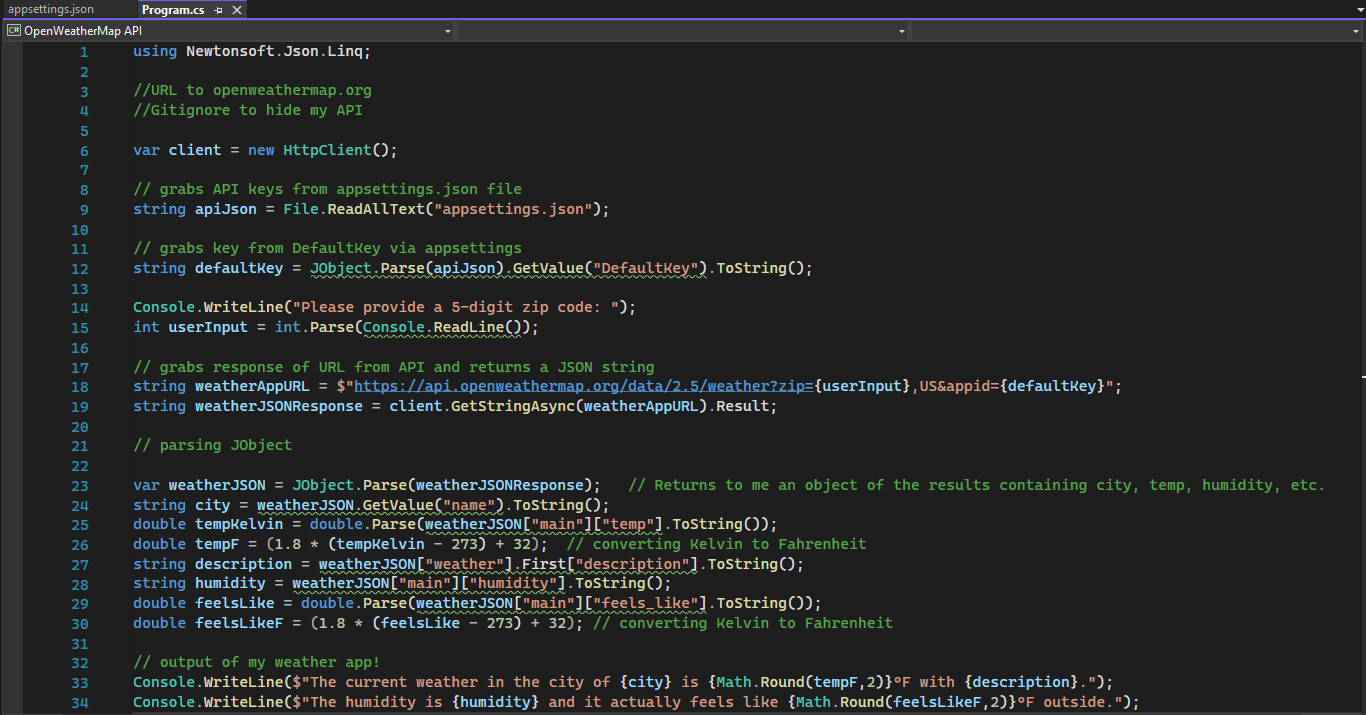 appsettings.json
Program.cs
C# OpenWeatherMap API
1 using Newtonsoft.Json.Linq;
2
3 //URL to openweathermap.org
4 //Gitignore to hide my API
5
6 var client = new HttpClient();
7
8 // grabs API keys from appsettings.json file
9 string apiJson = File.ReadAllText("appsettings.json");
10
11 // grabs key from DefaultKey via appsettings
12 string defaultKey = JObject.Parse(apiJson).GetValue("DefaultKey").ToString();
13
14 Console.WriteLine("Please provide a 5-digit zip code: ");
15 int userInput = int.Parse(Console.ReadLine());
16
17 // grabs response of URL from API and returns a JSON string
18 string weatherAppURL = $"https://api.openweathermap.org/data/2.5/weather?zip={userInput},US&appid={defaultKey}";
19 string weatherJSONResponse = client.GetStringAsync(weatherAppURL).Result;
20
21 // parsing JObject
22
23 var weatherJSON = JObject.Parse(weatherJSONResponse);   // Returns to me an object of the results containing city, temp, humidity, etc.
24 string city = weatherJSON.GetValue("name").ToString();
25 double tempKelvin = double.Parse(weatherJSON["main"]["temp"].ToString());
26 double tempF = (1.8 * (tempKelvin - 273) + 32);  // converting Kelvin to Fahrenheit
27 string description = weatherJSON["weather"].First["description"].ToString();
28 string humidity = weatherJSON["main"]["humidity"].ToString();
29 double feelsLike = double.Parse(weatherJSON["main"]["feels_like"].ToString());
30 double feelsLikeF = (1.8 * (feelsLike - 273) + 32); // converting Kelvin to Fahrenheit
31
32 // output of my weather app!
33 Console.WriteLine($"The current weather in the city of {city} is {Math.Round(tempF,2)}°F with {description}.");
34 Console.WriteLine($"The humidity is {humidity} and it actually feels like {Math.Round(feelsLikeF,2)}°F outside.");